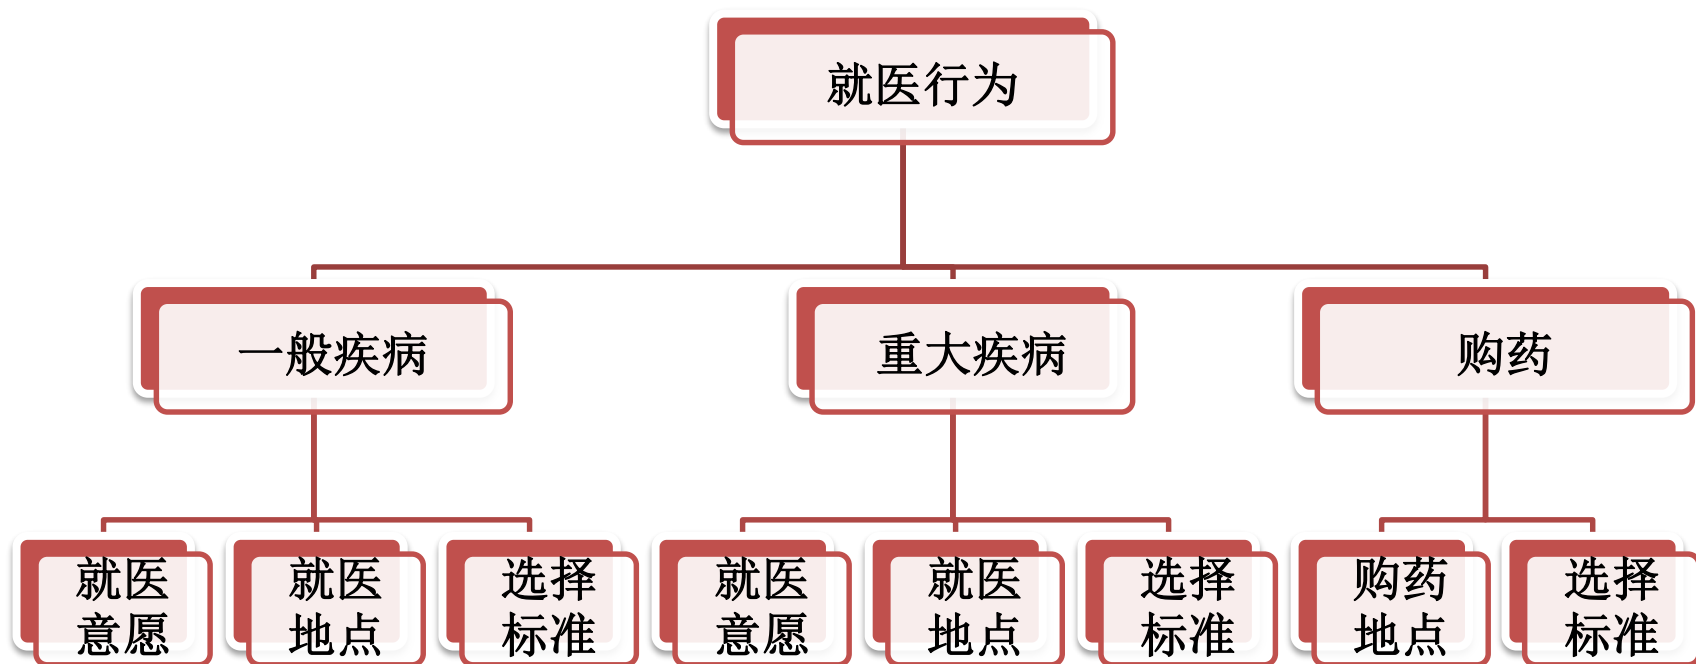 就医行为
一般疾病
重大疾病
购药
就医
意愿
就医
地点
选择
标准
就医
意愿
就医
地点
选择
标准
购药
地点
选择
标准